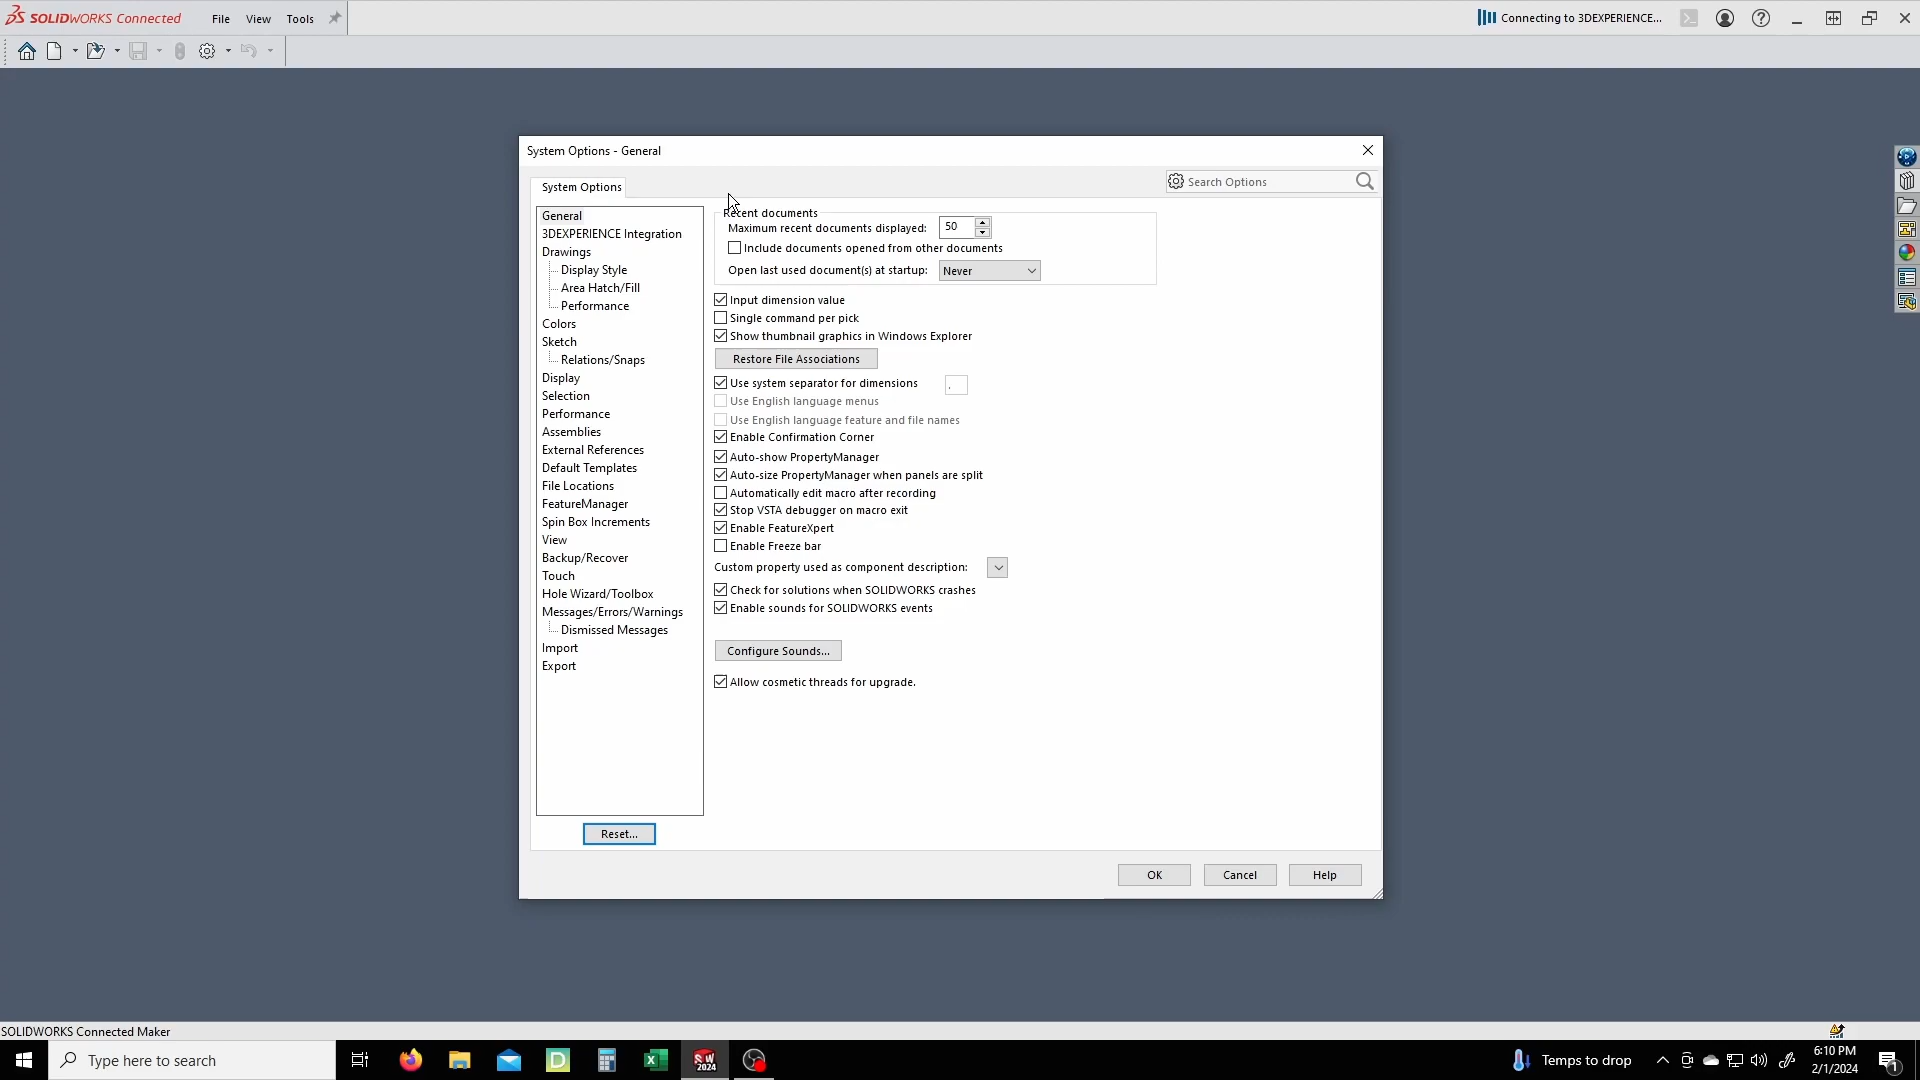 SOLIDWORKS Connected
File
View
Tools
Connecting to 3DEXPERIENCE...
System Options - General
System Options
Search Options
General
3DEXPERIENCE Integration
Drawings
Display Style
Area Hatch/Fill
Performance
Colors
Sketch
Relations/Snaps
Display
Selection
Performance
Assemblies
External References
Default Templates
File Locations
FeatureManager
Spin Box Increments
View
Backup/Recover
Touch
Hole Wizard/Toolbox
Messages/Errors/Warnings
Dismissed Messages
Import
Export
Reset...
Recent documents
Maximum recent documents displayed: 50
Include documents opened from other documents
Open last used document(s) at startup: Never
Input dimension value
Single command per pick
Show thumbnail graphics in Windows Explorer
Restore File Associations
Use system separator for dimensions .
Use English language menus
Use English language feature and file names
Enable Confirmation Corner
Auto-show PropertyManager
Auto-size PropertyManager when panels are split
Automatically edit macro after recording
Stop VSTA debugger on macro exit
Enable FeatureXpert
Enable Freeze bar
Custom property used as component description:
Check for solutions when SOLIDWORKS crashes
Enable sounds for SOLIDWORKS events
Configure Sounds...
Allow cosmetic threads for upgrade.
OK
Cancel
Help
SOLIDWORKS Connected Maker
Type here to search
D
SW
2024
Temps to drop
6:10 PM
2/1/2024
1